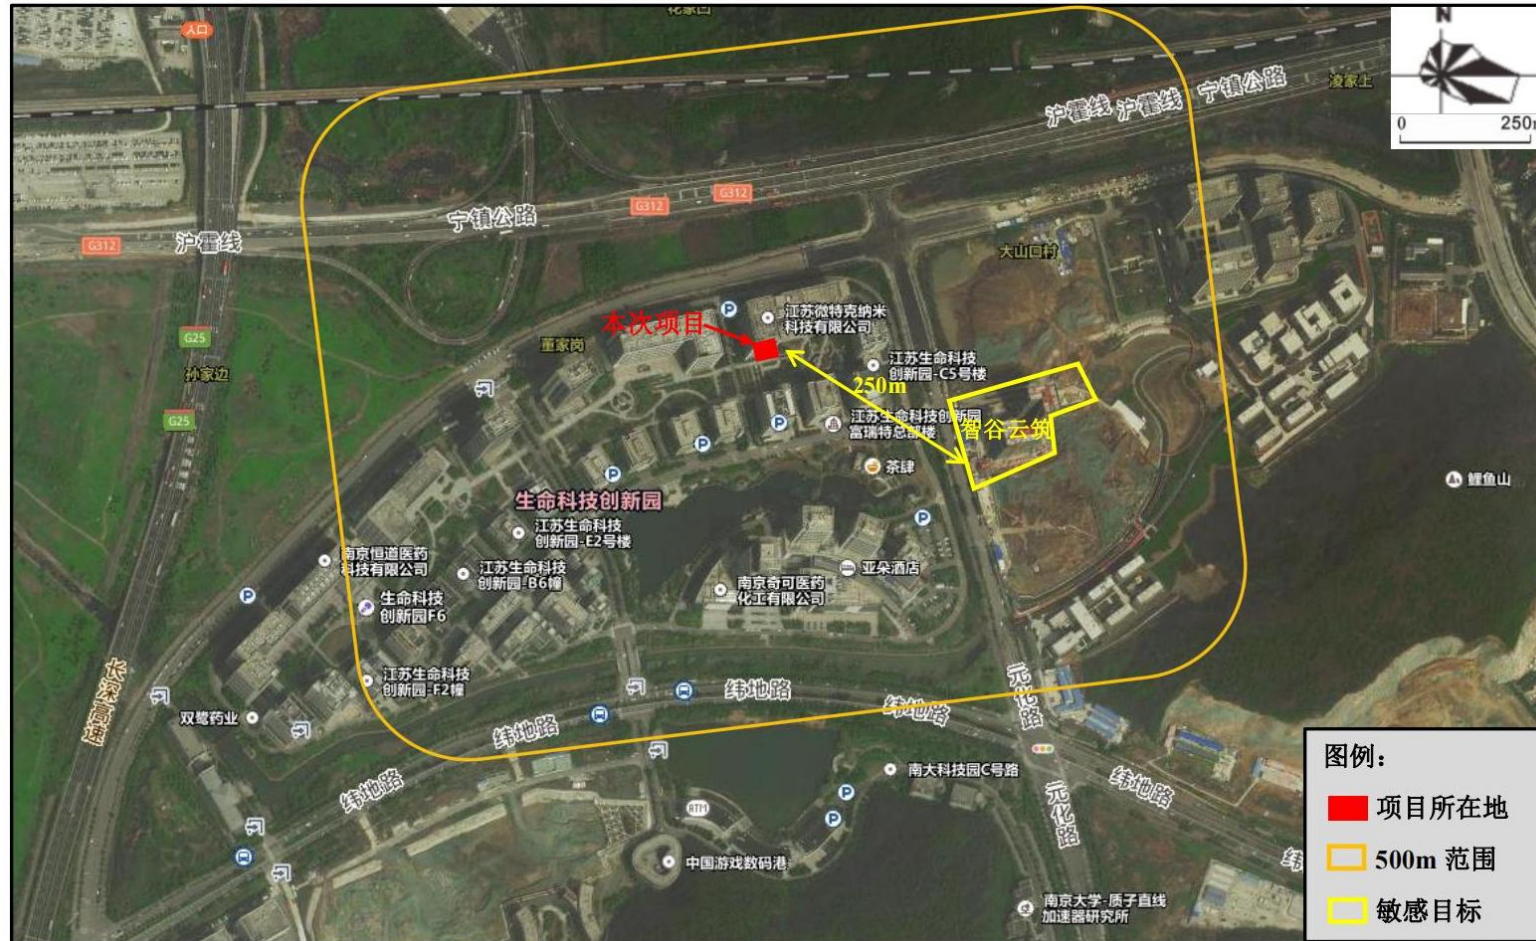 入口
花家凹
N
0 250m
沪霍线 沪霍线 宁镇公路
凌家上
宁镇公路
G312
G312
G312
沪霍线
大山口村
江苏微特克纳米
科技有限公司
本次项目
G25
孙家边
董家岗
江苏生命科技
创新园-C5号楼
250m
G25
江苏生命科技创新园
富瑞特总部楼
智谷云筑
茶肆
鲤鱼山
生命科技创新园
江苏生命科技
创新园-E2号楼
南京恒道医药
科技有限公司
江苏生命科技
创新园-B6幢
亚朵酒店
南京奇可医药
化工有限公司
生命科技
创新园F6
江苏生命科技
创新园-F2幢
双鹭药业
长深高速
纬地路
纬地路
纬地路
元化路
纬地路
南大科技园C号路
纬地路
元化路
ATM
中国游戏数码港
南京大学-质子直线
加速器研究所
纬
图例：
项目所在地
500m 范围
敏感目标
P
P
P
P
P
P
P
P
P